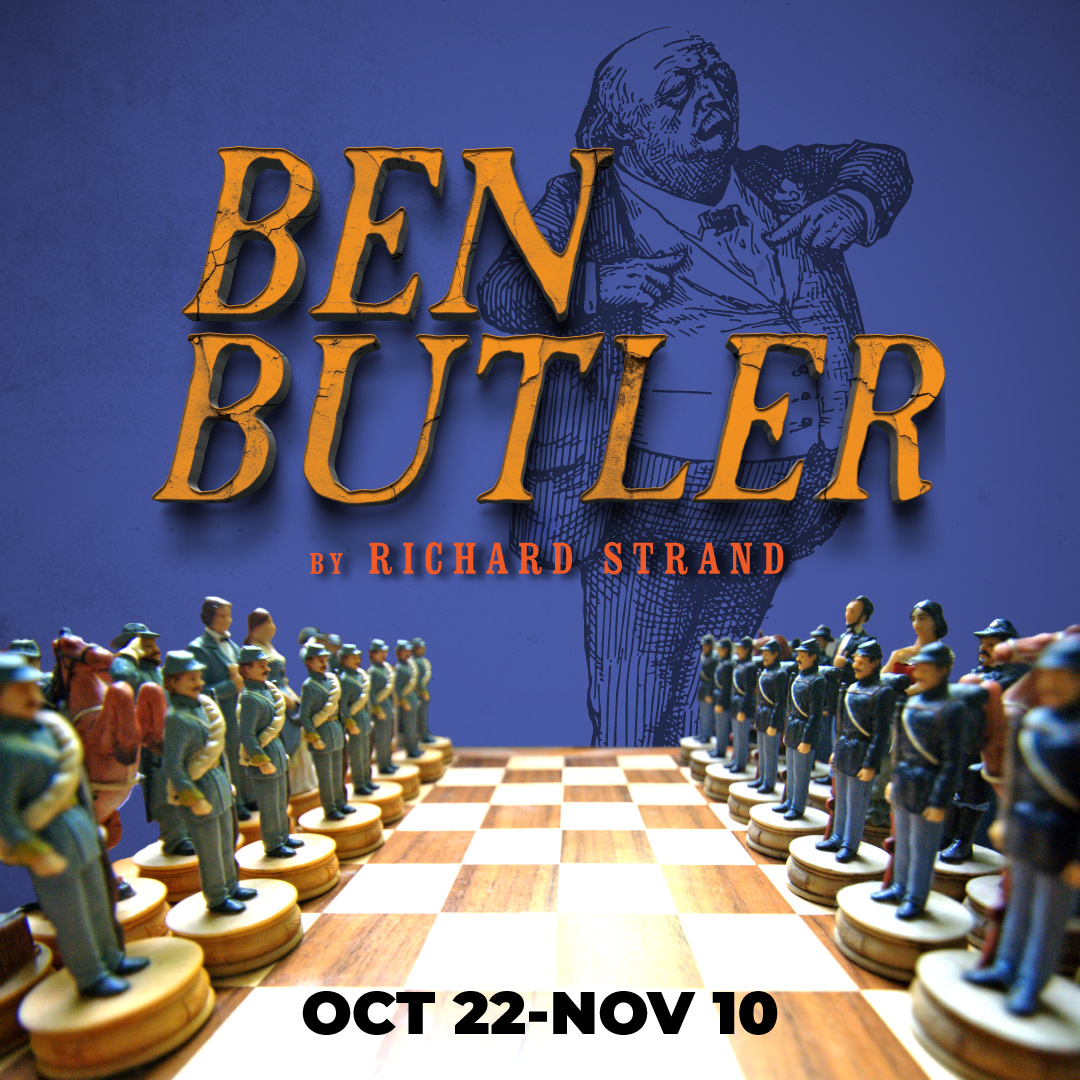 BEN
BUTLER
BY RICHARD STRAND
OCT 22-NOV 10